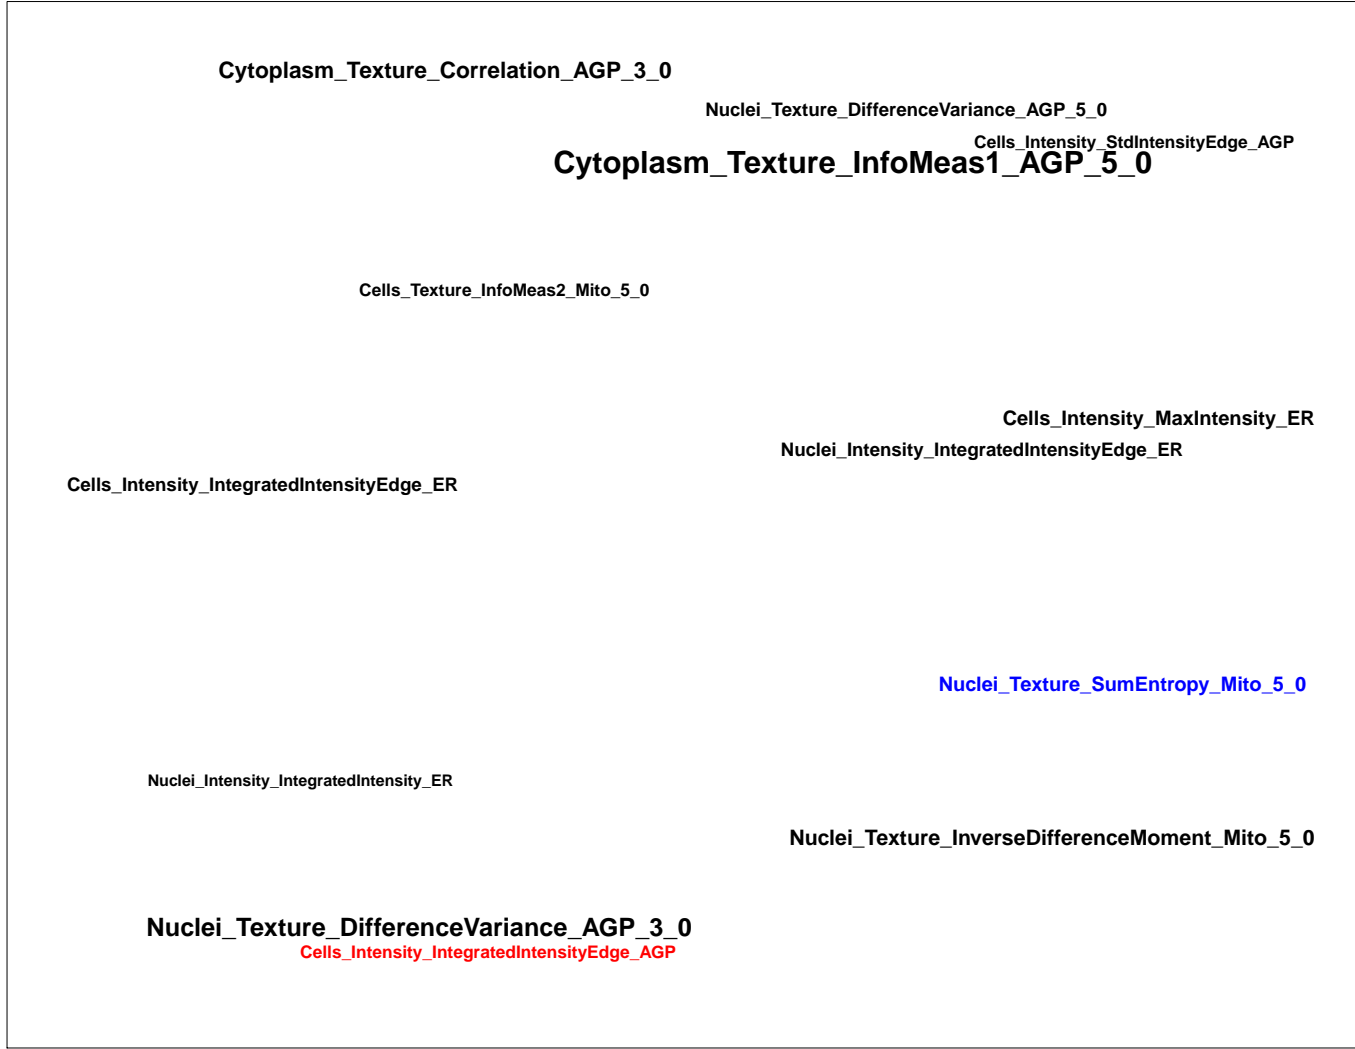 Cytoplasm_Texture_Correlation_AGP_3_0
Nuclei_Texture_DifferenceVariance_AGP_5_0
Cells_Intensity_StdIntensityEdge_AGP
Cytoplasm_Texture_InfoMeas1_AGP_5_0
Cells_Texture_InfoMeas2_Mito_5_0
Cells_Intensity_MaxIntensity_ER
Nuclei_Intensity_IntegratedIntensityEdge_ER
Cells_Intensity_IntegratedIntensityEdge_ER
Nuclei_Texture_SumEntropy_Mito_5_0
Nuclei_Intensity_IntegratedIntensity_ER
Nuclei_Texture_InverseDifferenceMoment_Mito_5_0
Nuclei_Texture_DifferenceVariance_AGP_3_0
Cells_Intensity_IntegratedIntensityEdge_AGP